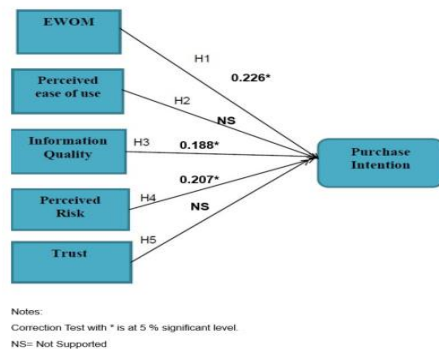 EWOM
H1
0.226*
Perceived
ease of use
H2
NS
Information
Quality
H3
0.188*
Purchase
Intention
Perceived
Risk
H4
0.207*
NS
Trust
H5
Notes:
Correction Test with * is at 5 % significant level.
NS= Not Supported